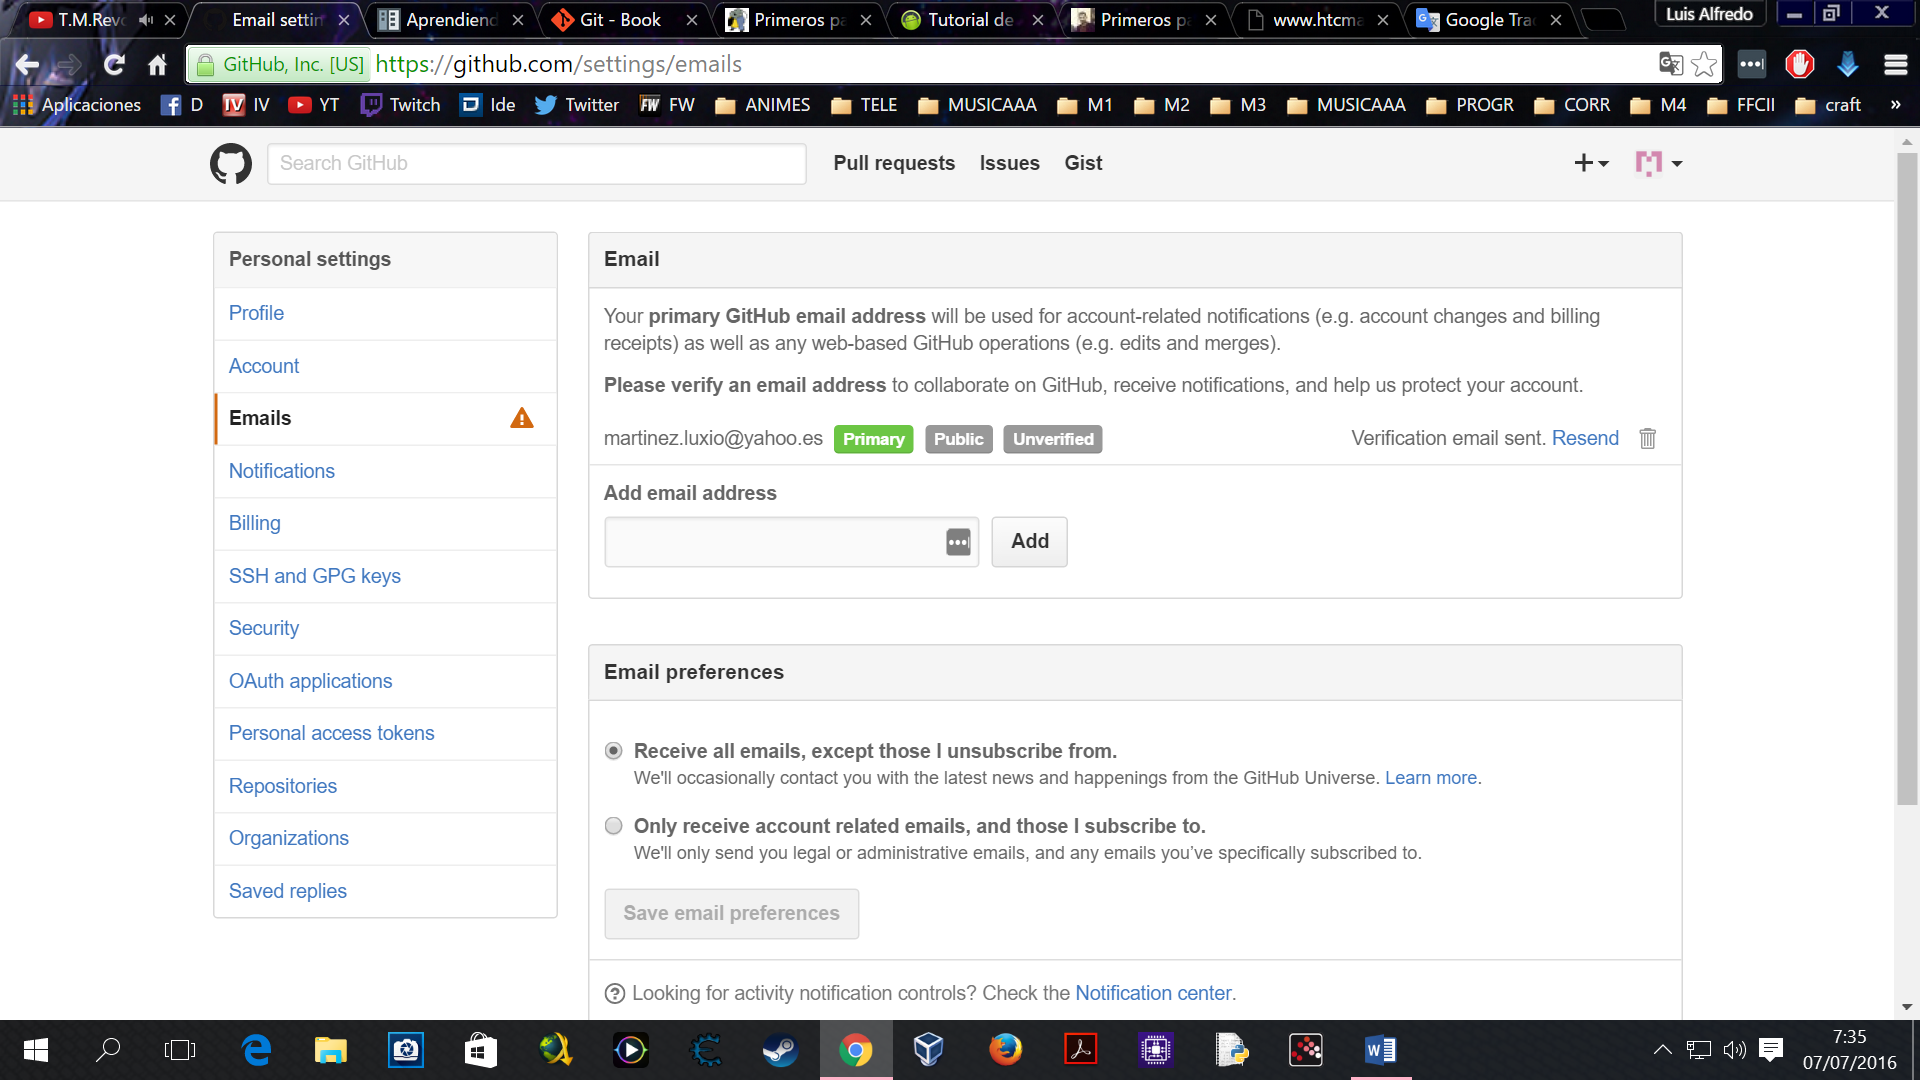 T.M.Revo
Email settin
Aprendiend
Git - Book
Primeros pa
Tutorial de
Primeros pa
www.htcma
Google Tra
Luis Alfredo
GitHub, Inc. [US]
https://github.com/settings/emails
Aplicaciones
D
IV
YT
Twitch
Ide
Twitter
FW
ANIMES
TELE
MUSICAAA
M1
M2
M3
MUSICAAA
PROGR
CORR
M4
FFCII
craft
»
Search GitHub
Pull requests
Issues
Gist
Personal settings
Profile
Account
Emails
Notifications
Billing
SSH and GPG keys
Security
OAuth applications
Personal access tokens
Repositories
Organizations
Saved replies
Email
Your primary GitHub email address will be used for account-related notifications (e.g. account changes and billing
receipts) as well as any web-based GitHub operations (e.g. edits and merges).
Please verify an email address to collaborate on GitHub, receive notifications, and help us protect your account.
martinez.luxio@yahoo.es Primary Public Unverified Verification email sent. Resend
Add email address
Add
Email preferences
Receive all emails, except those I unsubscribe from.
We'll occasionally contact you with the latest news and happenings from the GitHub Universe. Learn more.
Only receive account related emails, and those I subscribe to.
We'll only send you legal or administrative emails, and any emails you’ve specifically subscribed to.
Save email preferences
Looking for activity notification controls? Check the Notification center.
7:35
07/07/2016